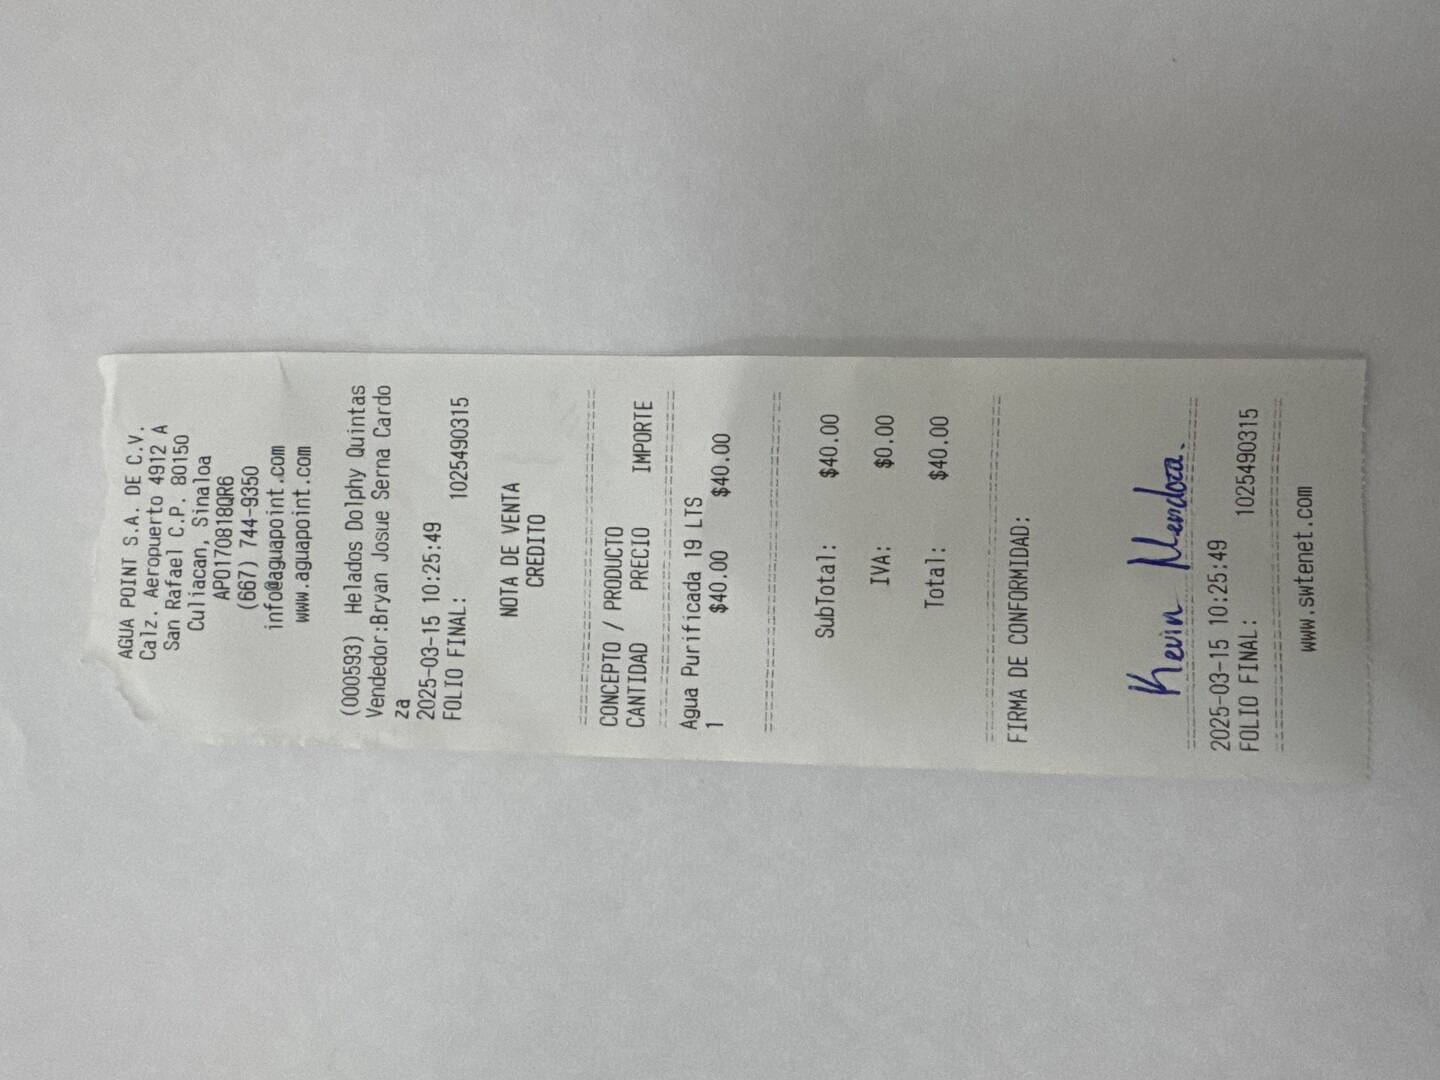 AGUA POINT S.A. DE C.V.
Calz. Aeropuerto 4912 A
San Rafael C.P. 80150
Culiacan, Sinaloa
APO170818QR6
(667) 744-9350
info@aguapoint.com
www.aguapoint.com
(000593) Helados Dolphy Quintas
Vendedor:Bryan Josue Serna Cardo
za
2025-03-15 10:25:49
FOLIO FINAL: 1025490315
NOTA DE VENTA
CREDITO
================================
CONCEPTO / PRODUCTO
CANTIDAD PRECIO IMPORTE
================================
Agua Purificada 19 LTS
1 $40.00 $40.00
================================
SubTotal: $40.00
IVA: $0.00
Total: $40.00
================================
FIRMA DE CONFORMIDAD:
Kevin Mendoza.
================================
2025-03-15 10:25:49
FOLIO FINAL: 1025490315
================================
www.swtenet.com